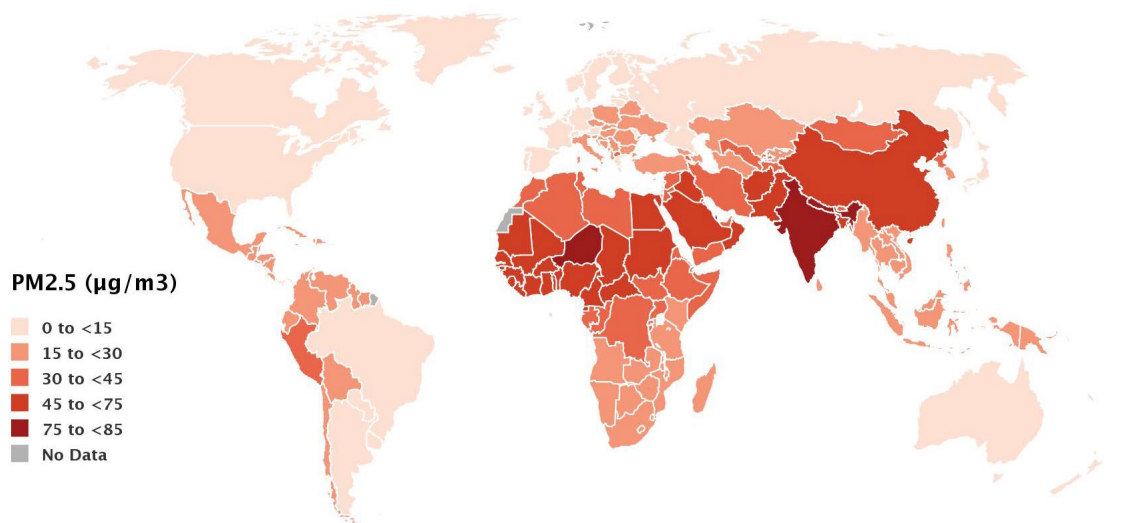 PM2.5 (μg/m3)
0 to <15
15 to <30
30 to <45
45 to <75
75 to <85
No Data